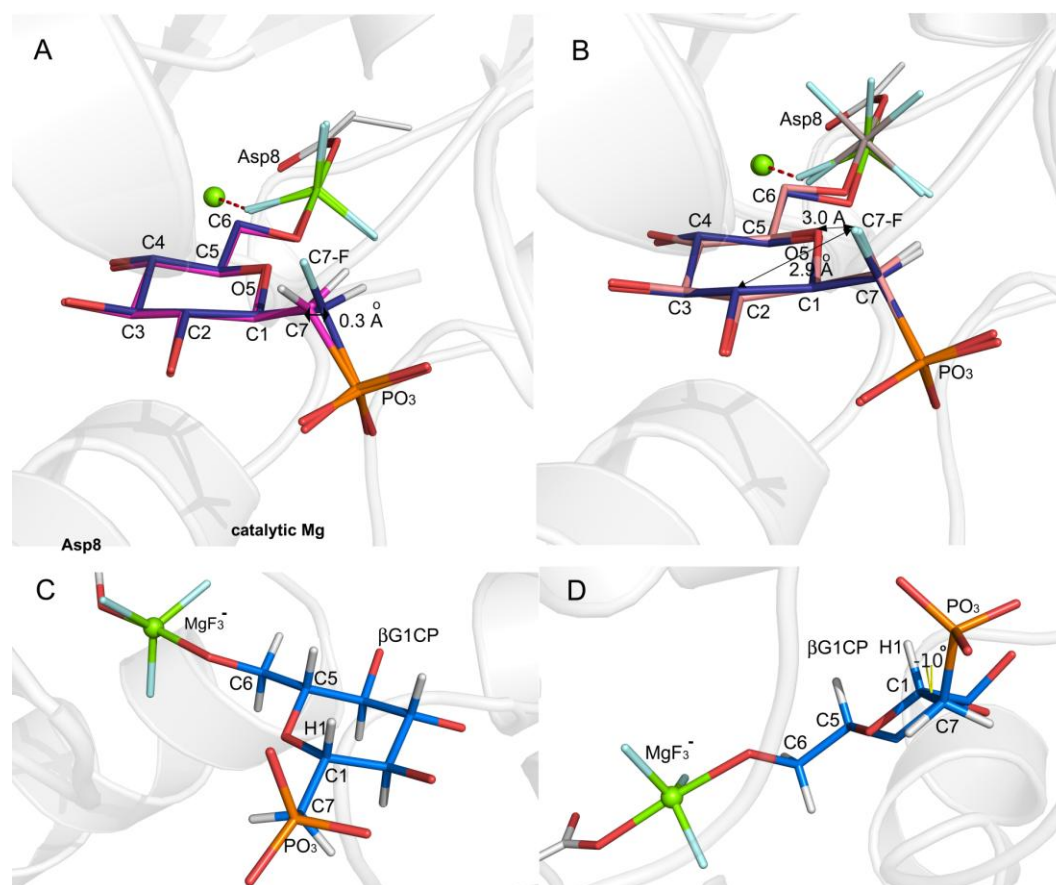 A
Asp8
C6
C4
C5
C7-F
O5
C3
C2
C1
C7
0.3 Å
PO3
Asp8
catalytic Mg
B
Asp8
C6
C4
C5
3.0 A
C7-F
O5
2.9 Å
C3
C2
C1
C7
PO3
C
MgF3-
βG1CP
C6
C5
H1
C1
C7
PO3
D
PO3
βG1CP
H1
-10°
C1
C5
C7
C6
MgF3-